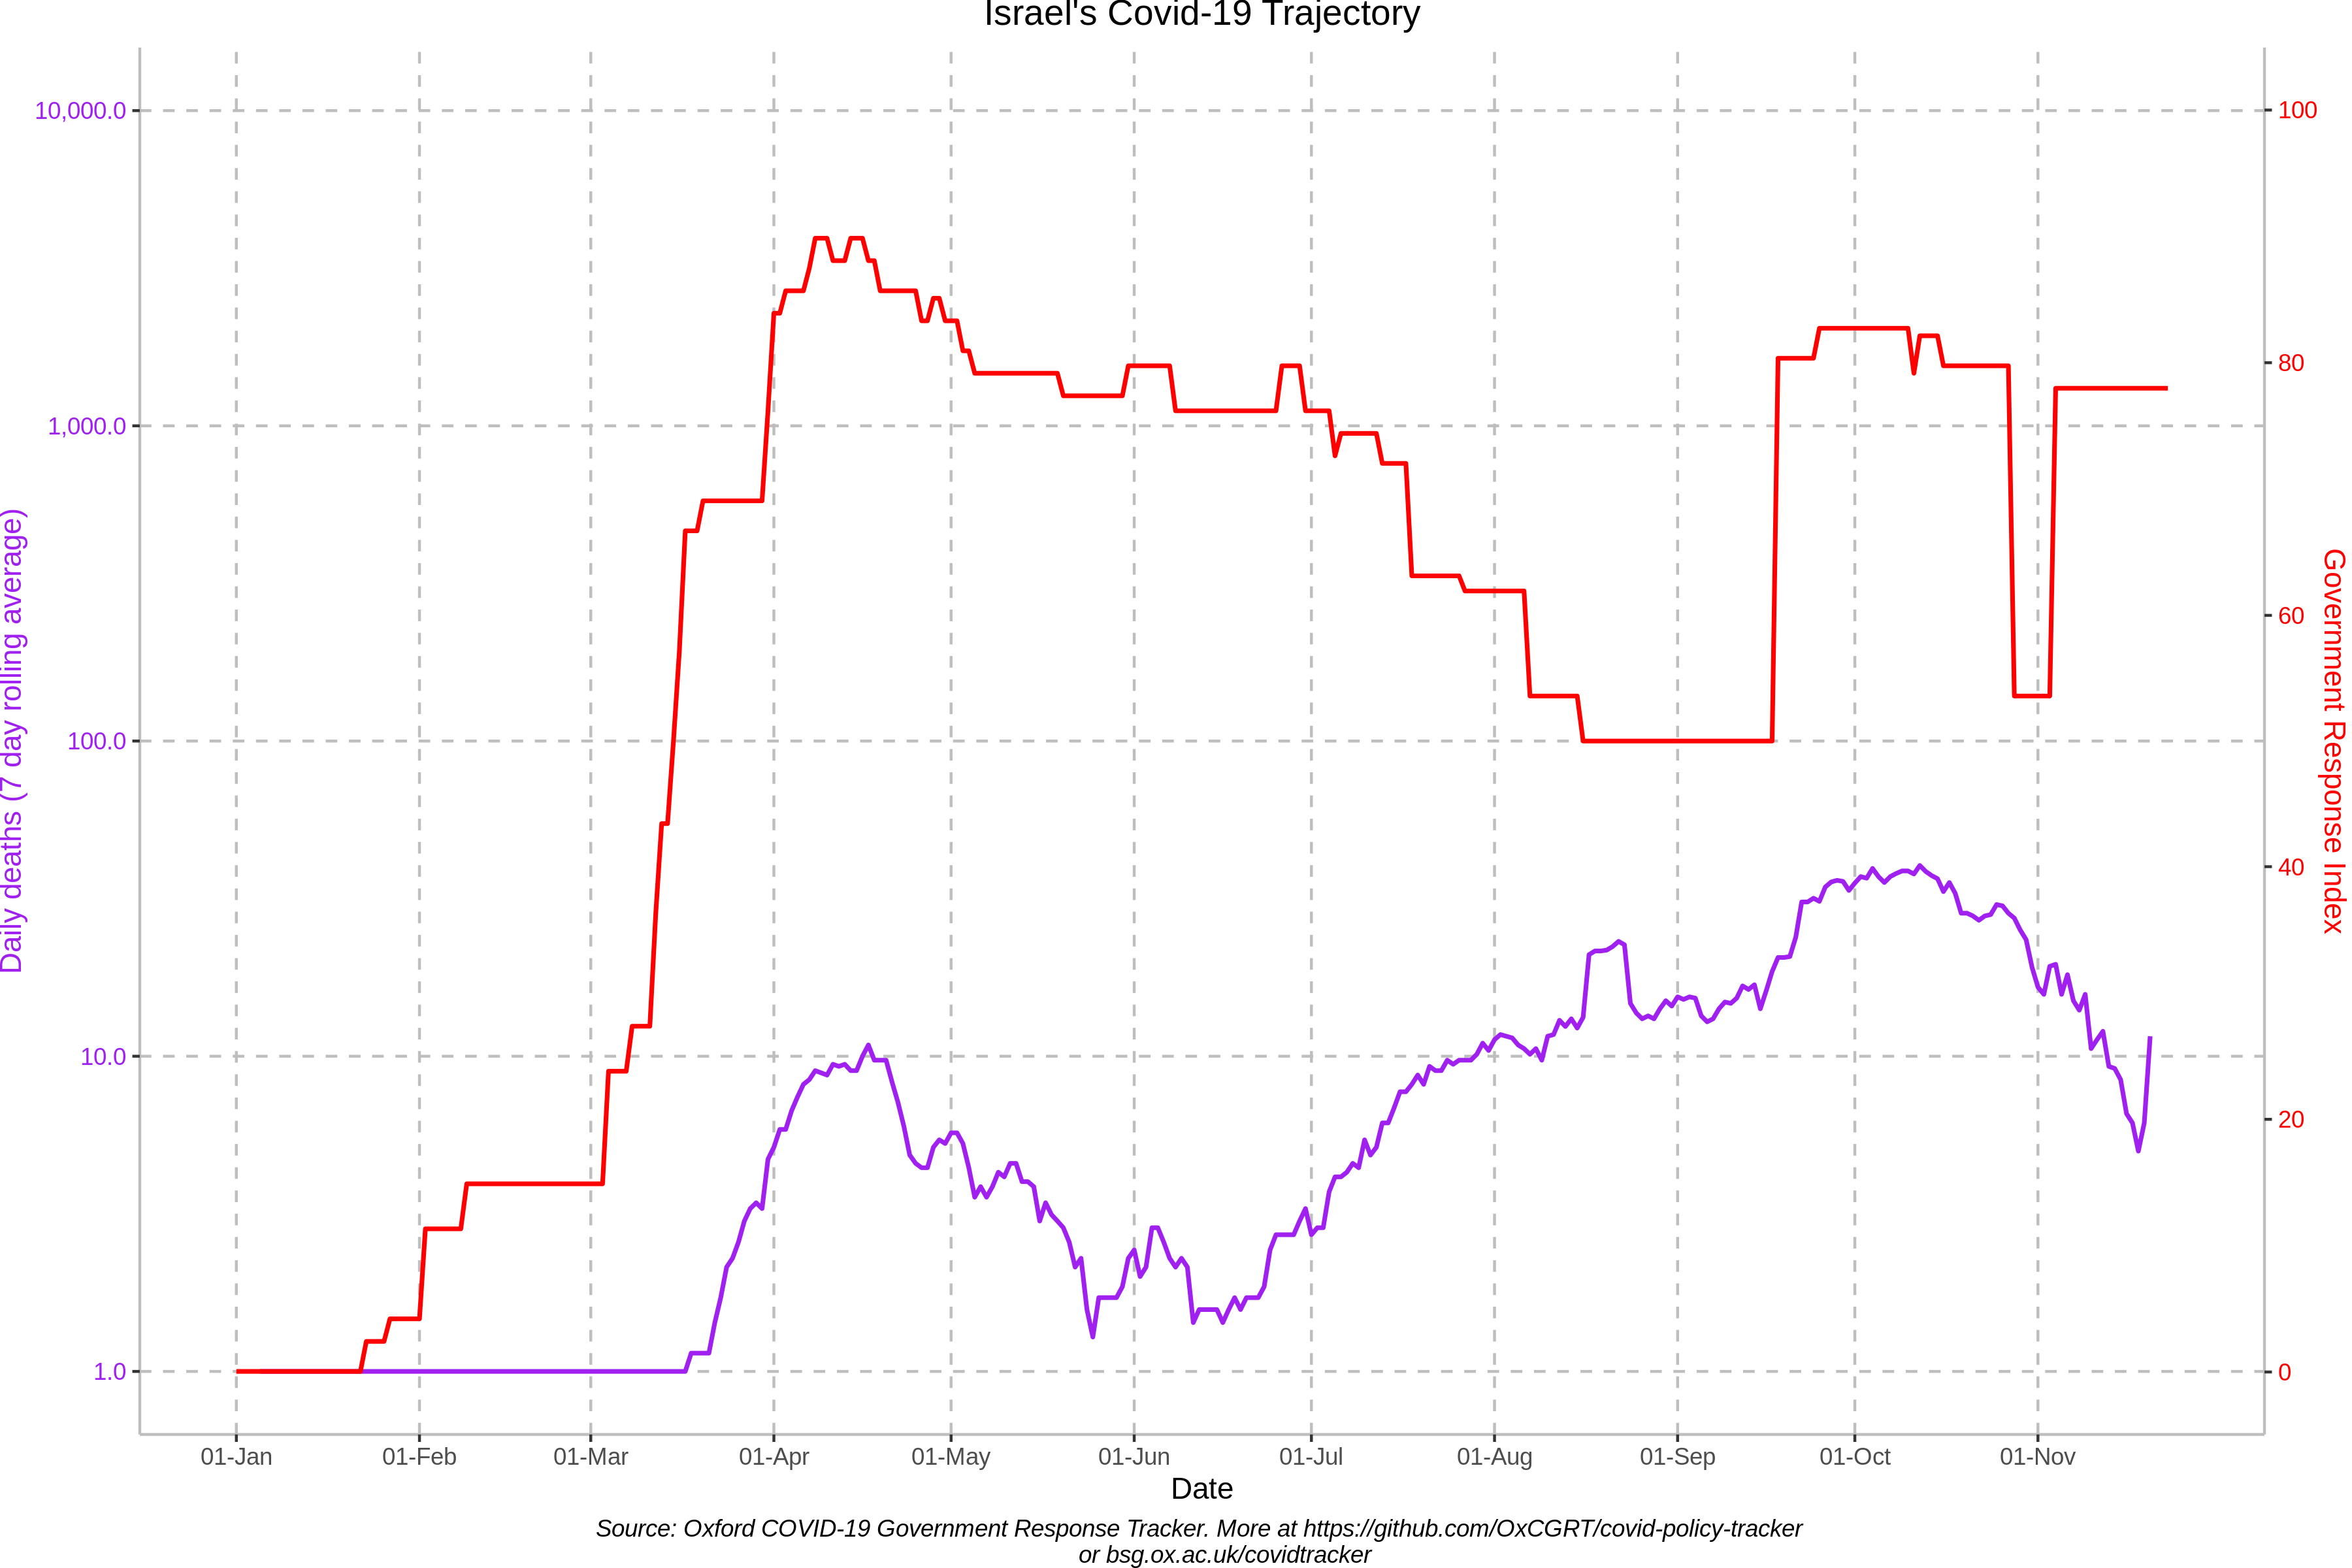 Israel's Covid-19 Trajectory
10,000.0
1,000.0
100.0
10.0
1.0
Daily deaths (7 day rolling average)
100
80
60
40
20
0
Government Response Index
01-Jan 01-Feb 01-Mar 01-Apr 01-May 01-Jun 01-Jul 01-Aug 01-Sep 01-Oct 01-Nov
Date
Source: Oxford COVID-19 Government Response Tracker. More at https://github.com/OxCGRT/covid-policy-tracker
or bsg.ox.ac.uk/covidtracker